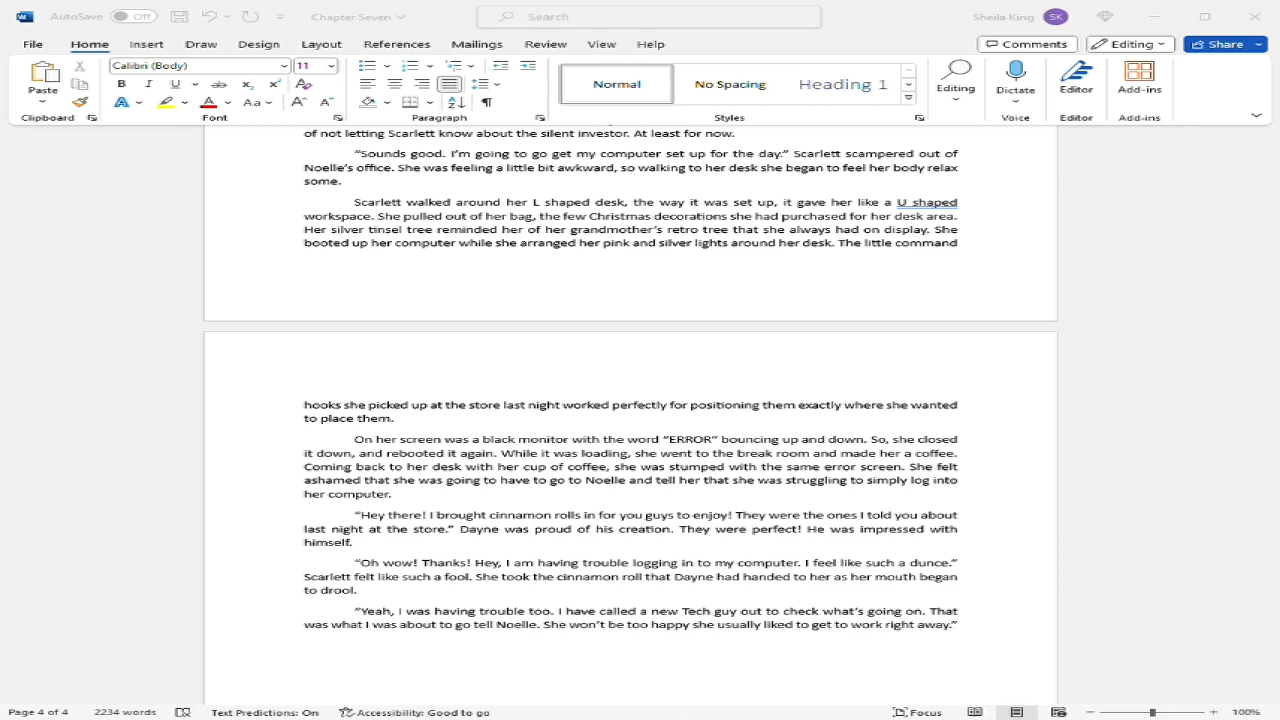 AutoSave Off Chapter Seven Search Sheila King SK
File Home Insert Draw Design Layout References Mailings Review View Help Comments Editing Share
Paste Calibri (Body) 11 Normal No Spacing Heading 1 Editing Dictate Editor Add-ins
Clipboard Font Paragraph Styles Voice Editor Add-ins
of not letting Scarlett know about the silent investor. At least for now.
“Sounds good. I’m going to go get my computer set up for the day.” Scarlett scampered out of
Noelle’s office. She was feeling a little bit awkward, so walking to her desk she began to feel her body relax
some.
Scarlett walked around her L shaped desk, the way it was set up, it gave her like a U shaped
workspace. She pulled out of her bag, the few Christmas decorations she had purchased for her desk area.
Her silver tinsel tree reminded her of her grandmother’s retro tree that she always had on display. She
booted up her computer while she arranged her pink and silver lights around her desk. The little command
hooks she picked up at the store last night worked perfectly for positioning them exactly where she wanted
to place them.
On her screen was a black monitor with the word “ERROR” bouncing up and down. So, she closed
it down, and rebooted it again. While it was loading, she went to the break room and made her a coffee.
Coming back to her desk with her cup of coffee, she was stumped with the same error screen. She felt
ashamed that she was going to have to go to Noelle and tell her that she was struggling to simply log into
her computer.
“Hey there! I brought cinnamon rolls in for you guys to enjoy! They were the ones I told you about
last night at the store.” Dayne was proud of his creation. They were perfect! He was impressed with
himself.
“Oh wow! Thanks! Hey, I am having trouble logging in to my computer. I feel like such a dunce.”
Scarlett felt like such a fool. She took the cinnamon roll that Dayne had handed to her as her mouth began
to drool.
“Yeah, I was having trouble too. I have called a new Tech guy out to check what’s going on. That
was what I was about to go tell Noelle. She won’t be too happy she usually liked to get to work right away.”
Page 4 of 4 2234 words Text Predictions: On Accessibility: Good to go Focus 100%